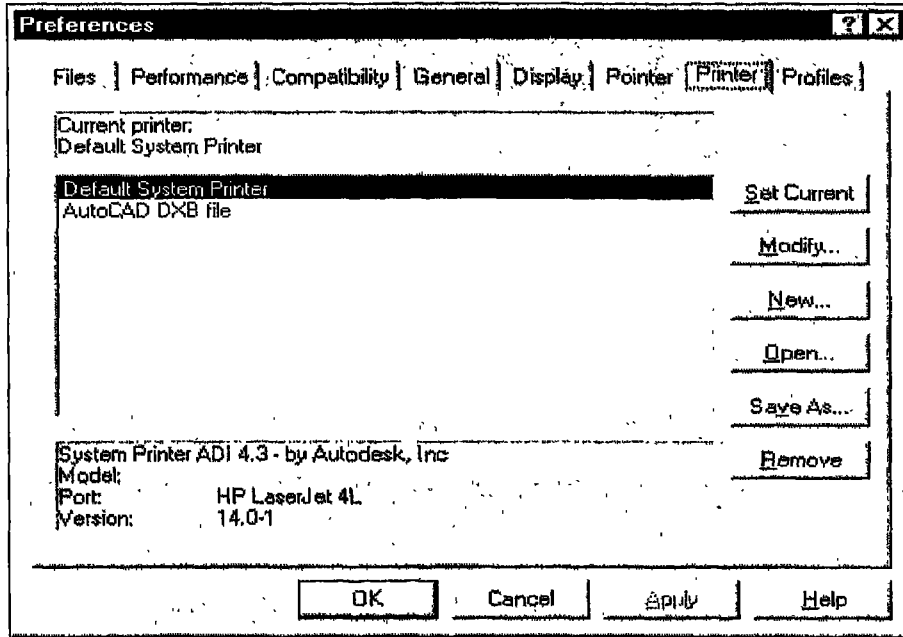 Preferences
Files Performance Compatibility General Display Pointer Printer Profiles
Current printer:
Default System Printer
Default System Printer
AutoCAD DXB file
Set Current
Modify...
New...
Open...
Save As...
Remove
System Printer ADI 4.3 - by Autodesk, Inc
Model:
Port: HP LaserJet 4L
Version: 14.0-1
OK Cancel Apply Help